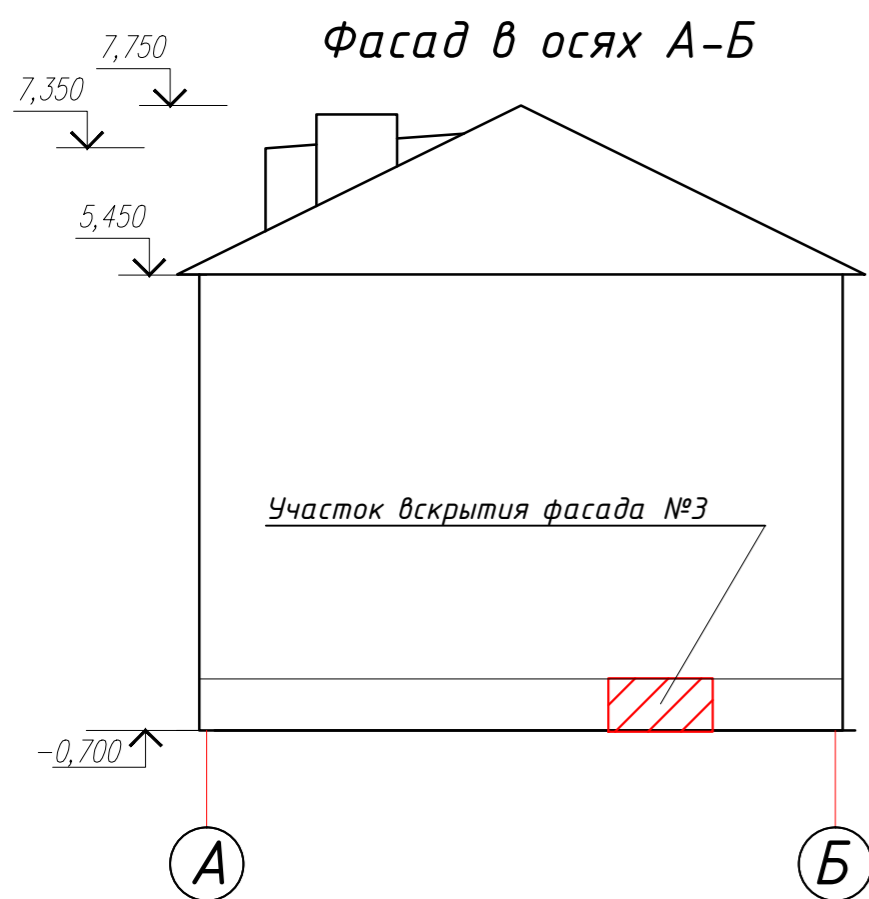 Фасад в осях А-Б
7,750
7,350
5,450
Участок вскрытия фасада №3
-0,700
А
Б